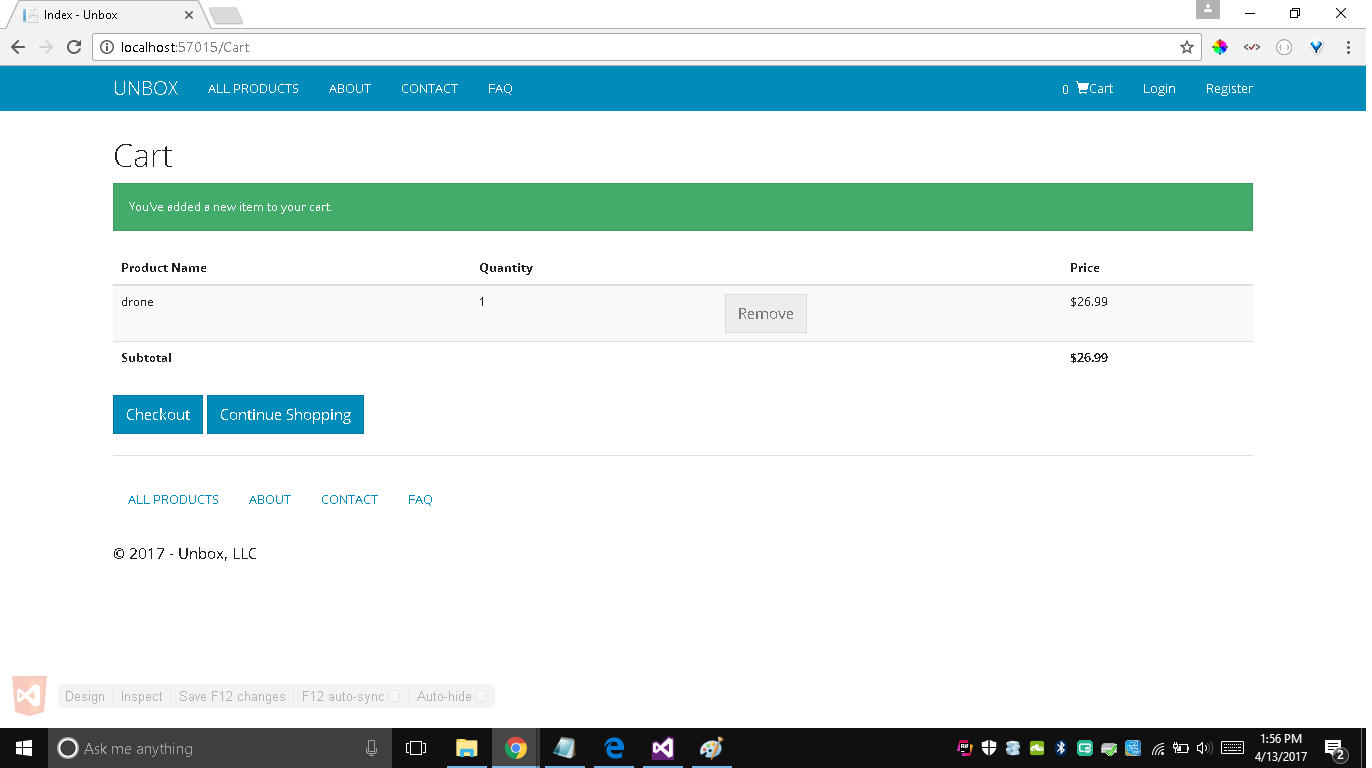 Index - Unbox
localhost:57015/Cart
UNBOX ALL PRODUCTS ABOUT CONTACT FAQ 0 Cart Login Register
Cart
You've added a new item to your cart.
Product Name Quantity Price
drone 1 Remove $26.99
Subtotal $26.99
Checkout Continue Shopping
ALL PRODUCTS ABOUT CONTACT FAQ
© 2017 - Unbox, LLC
Design Inspect Save F12 changes F12 auto-sync Auto-hide
Ask me anything
1:56 PM
4/13/2017
2